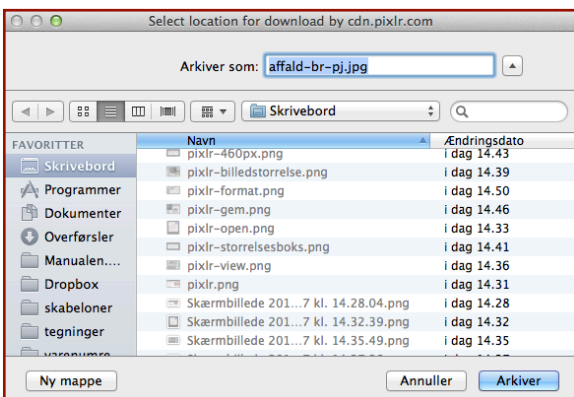 Select location for download by cdn.pixlr.com
Arkiver som: affald-br-pj.jpg
Skrivebord
FAVORITTER
Skrivebord
Programmer
Dokumenter
Overførsler
Manualen....
Dropbox
skabeloner
tegninger
varenumre
Navn Ændringsdato
pixlr-460px.png i dag 14.43
pixlr-billedstorrelse.png i dag 14.39
pixlr-format.png i dag 14.50
pixlr-gem.png i dag 14.46
pixlr-open.png i dag 14.33
pixlr-storrelsesboks.png i dag 14.41
pixlr-view.png i dag 14.36
pixlr.png i dag 14.31
Skærmbillede 201...7 kl. 14.28.04.png i dag 14.28
Skærmbillede 201...7 kl. 14.32.39.png i dag 14.32
Skærmbillede 201...7 kl. 14.35.49.png i dag 14.35
Ny mappe Annuller Arkiver